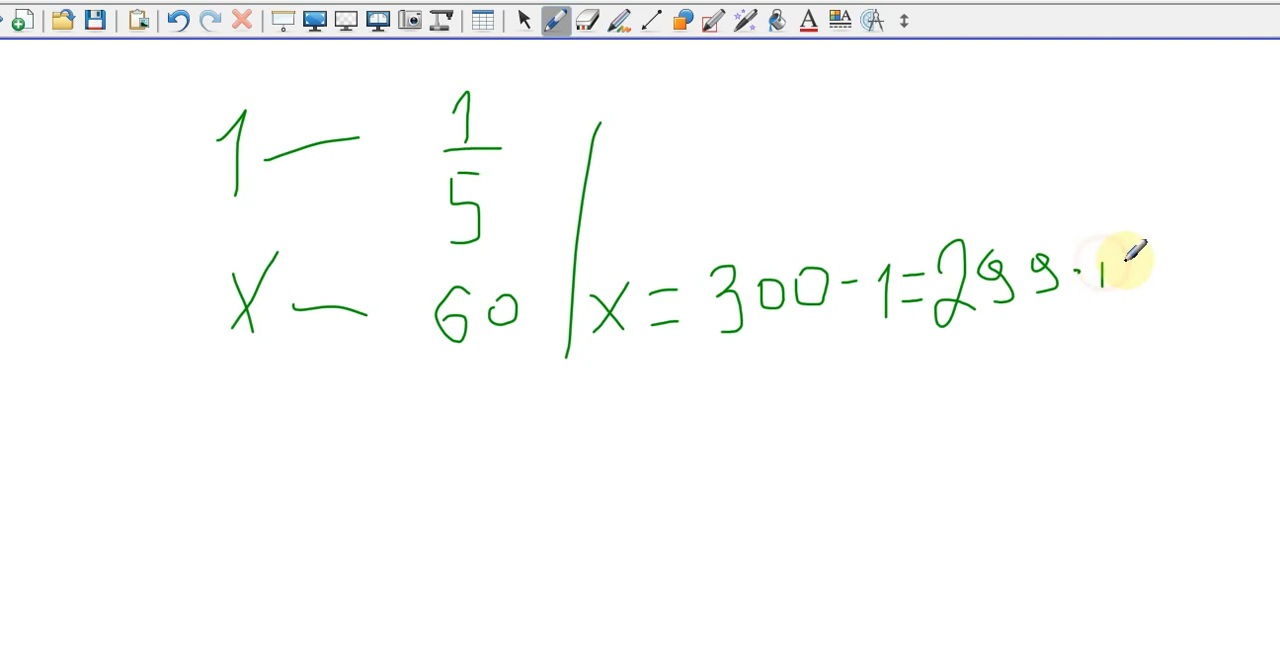 1 — 1/5
X — 60
x = 300 - 1 = 299 · 1